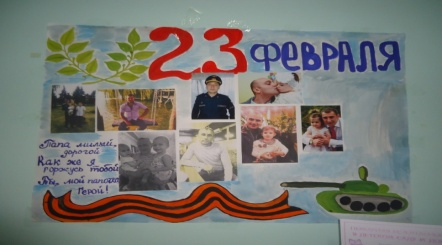 23 ФЕВРАЛЯ
Папа милый,
дорогой
Как же я
горжусь тобой
Ты, мой папочка
Герой!